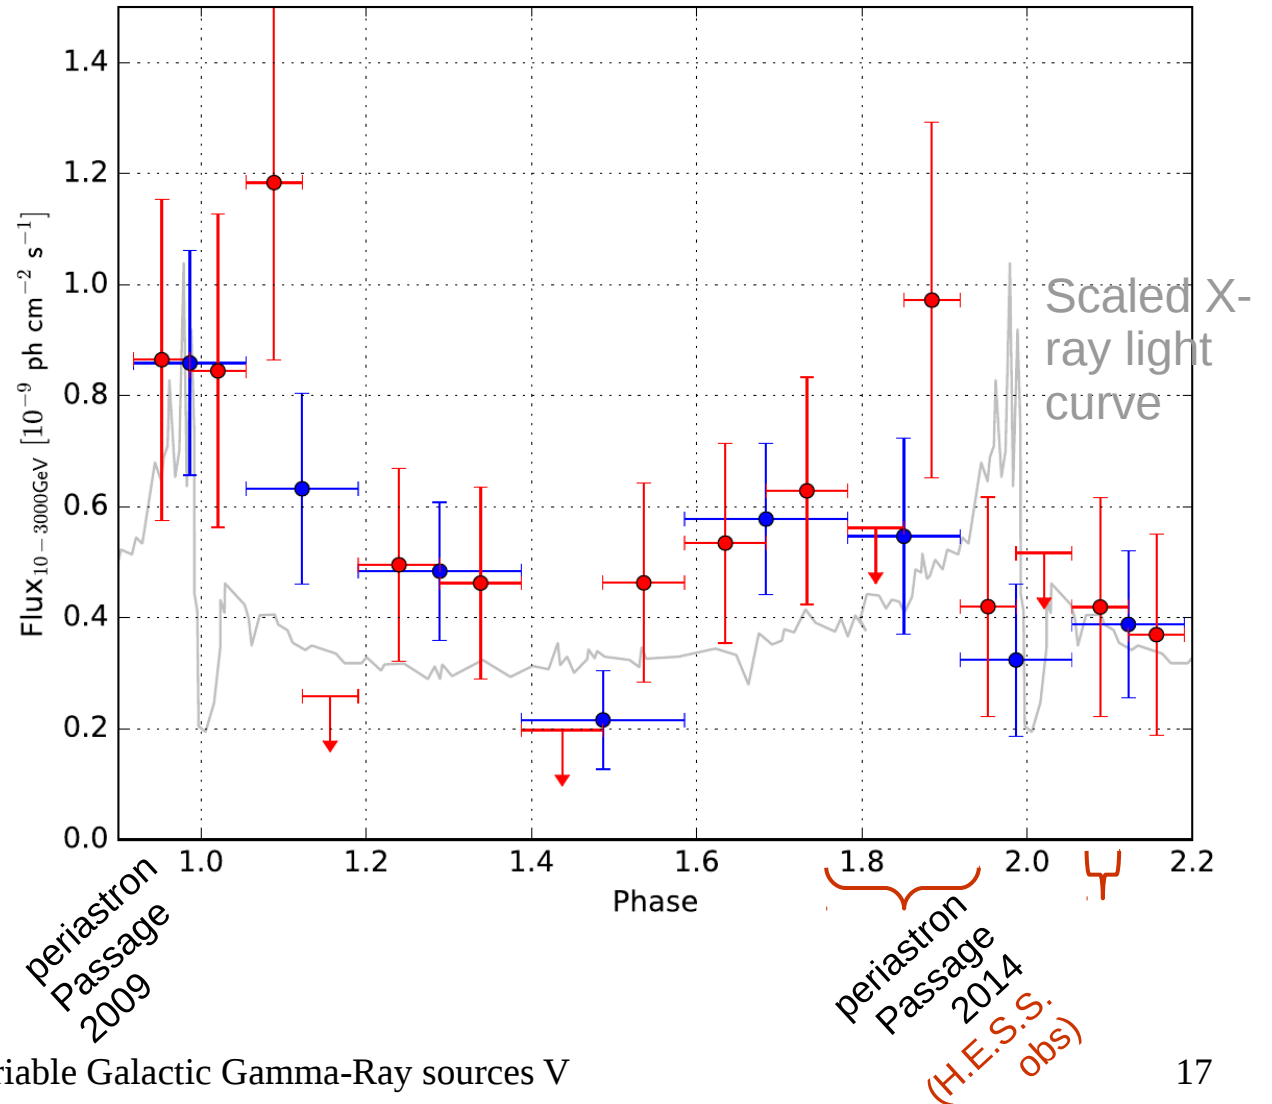 1.4
1.2
1.0
0.8
0.6
0.4
0.2
0.0
Flux₁₀₋₃₀₀₀GeV [10⁻⁹ ph cm⁻² s⁻¹]
Scaled X-
ray light
curve
1.0 1.2 1.4 1.6 1.8 2.0 2.2
Phase
periastron
Passage
2009
periastron
Passage
2014
(H.E.S.S.
obs)
riable Galactic Gamma-Ray sources V
17